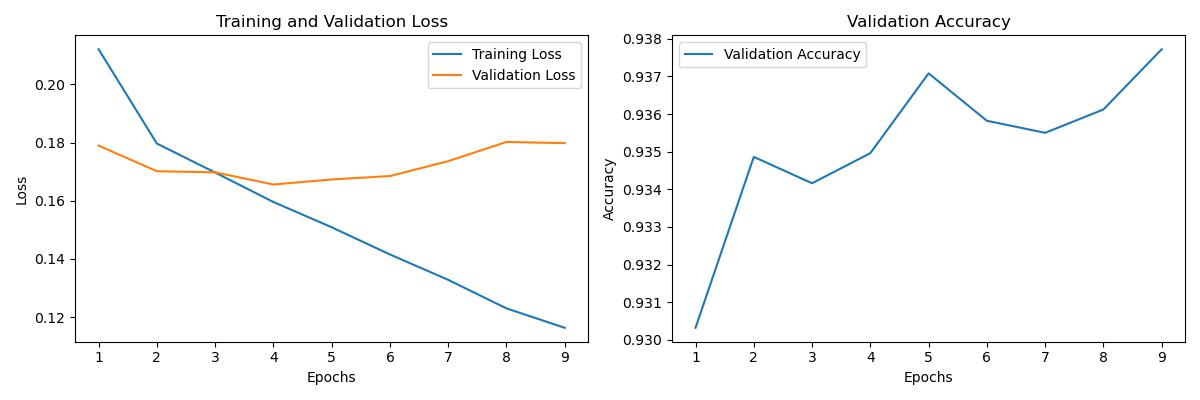 Training and Validation Loss
Training Loss
Validation Loss
0.20
0.18
0.16
0.14
0.12
Loss
1 2 3 4 5 6 7 8 9
Epochs
Validation Accuracy
Validation Accuracy
0.938
0.937
0.936
0.935
0.934
0.933
0.932
0.931
0.930
Accuracy
1 2 3 4 5 6 7 8 9
Epochs